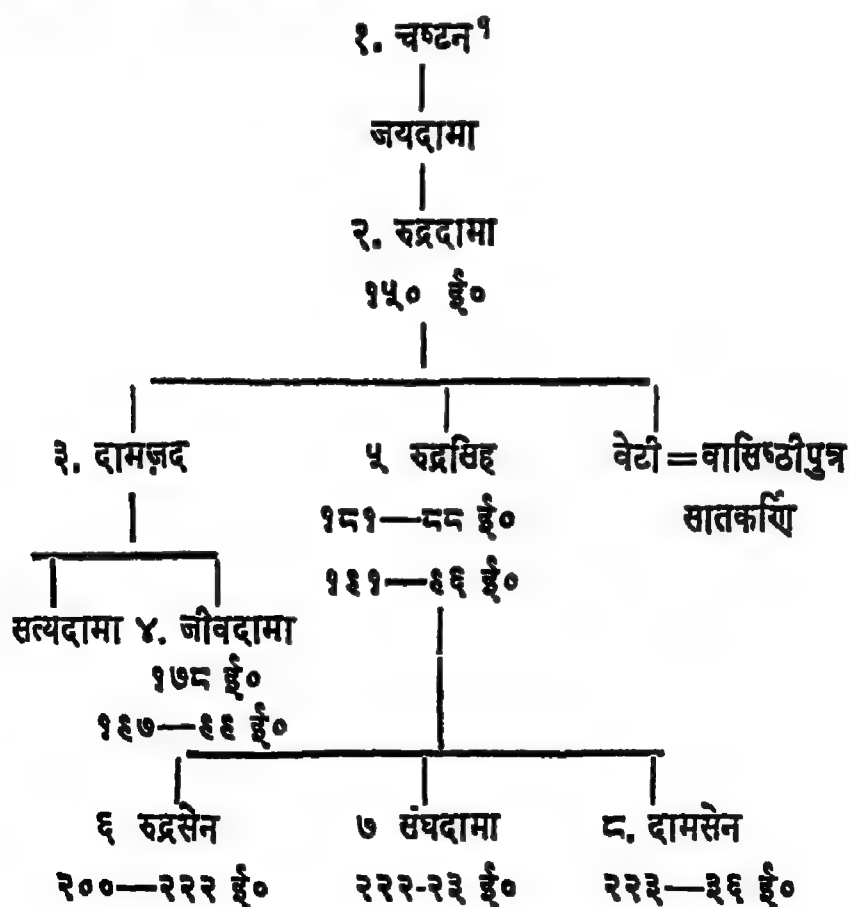 १. चष्टन¹
जयदामा
२. रुद्रदामा
१५० ई०
३. दामज़द ५ रुद्रसिंह वेटी = वासिष्ठीपुत्र
१८१—८८ ई० सातकर्णि
१९१—९६ ई०
सत्यदामा ४. जीवदामा
१७८ ई०
१९७—९९ ई०
६ रुद्रसेन ७ संघदामा ८. दामसेन
२००—२२२ ई० २२२-२३ ई० २२३—३६ ई०